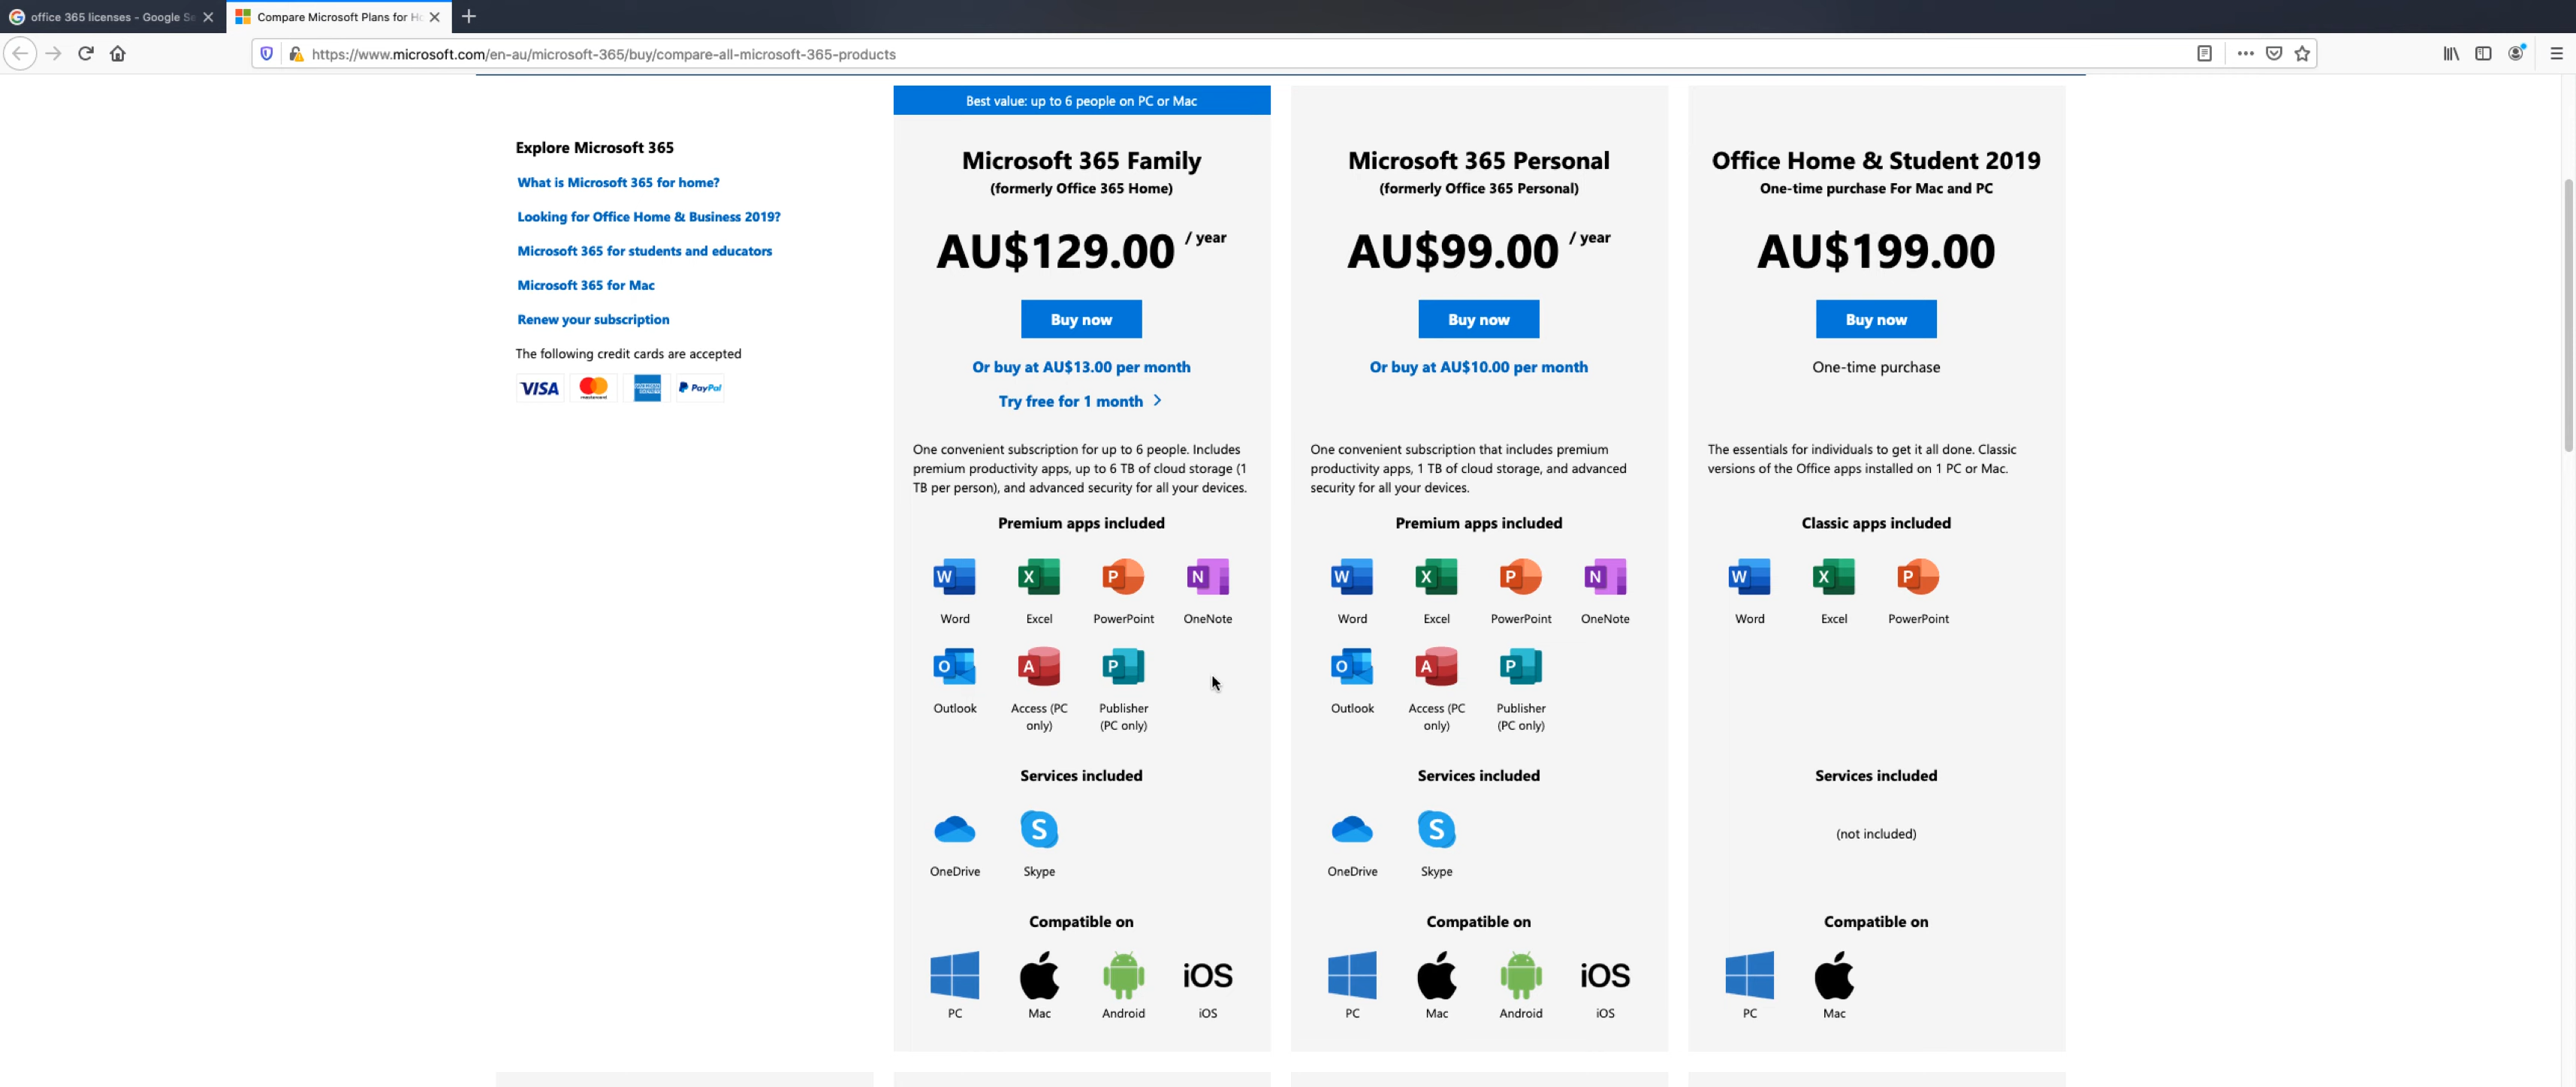 office 365 licenses - Google Se
Compare Microsoft Plans for Ho
https://www.microsoft.com/en-au/microsoft-365/buy/compare-all-microsoft-365-products
Explore Microsoft 365
What is Microsoft 365 for home?
Looking for Office Home & Business 2019?
Microsoft 365 for students and educators
Microsoft 365 for Mac
Renew your subscription
The following credit cards are accepted
VISA mastercard AMERICAN EXPRESS PayPal
Best value: up to 6 people on PC or Mac
Microsoft 365 Family
(formerly Office 365 Home)
AU$129.00 / year
Buy now
Or buy at AU$13.00 per month
Try free for 1 month
One convenient subscription for up to 6 people. Includes
premium productivity apps, up to 6 TB of cloud storage (1
TB per person), and advanced security for all your devices.
Premium apps included
W X P N
Word Excel PowerPoint OneNote
O A P
Outlook Access (PC only) Publisher (PC only)
Services included
S
OneDrive Skype
Compatible on
iOS
PC Mac Android iOS
Microsoft 365 Personal
(formerly Office 365 Personal)
AU$99.00 / year
Buy now
Or buy at AU$10.00 per month
One convenient subscription that includes premium
productivity apps, 1 TB of cloud storage, and advanced
security for all your devices.
Premium apps included
W X P N
Word Excel PowerPoint OneNote
O A P
Outlook Access (PC only) Publisher (PC only)
Services included
S
OneDrive Skype
Compatible on
iOS
PC Mac Android iOS
Office Home & Student 2019
One-time purchase For Mac and PC
AU$199.00
Buy now
One-time purchase
The essentials for individuals to get it all done. Classic
versions of the Office apps installed on 1 PC or Mac.
Classic apps included
W X P
Word Excel PowerPoint
Services included
(not included)
Compatible on
PC Mac